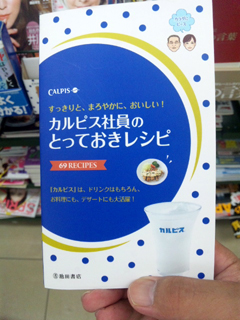 CALPIS
すっきりと、まろやかに、おいしい！
カルピス社員の
とっておきレシピ
69 RECIPES
「カルピス」は、ドリンクはもちろん、
お料理にも、デザートにも大活躍！
カルピス
池田書店